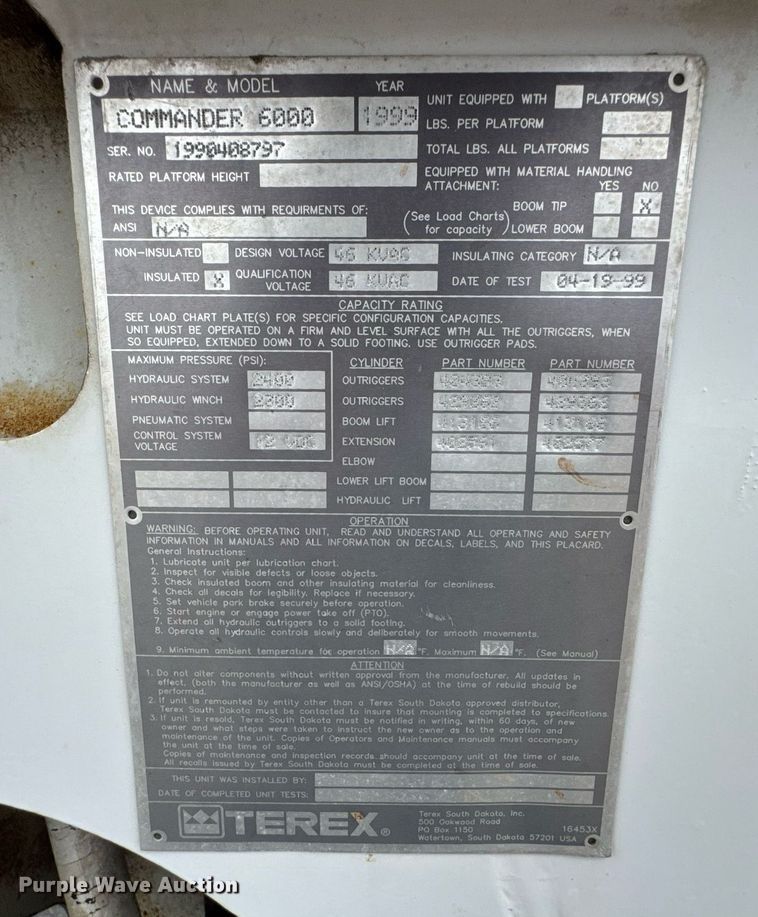 NAME & MODEL YEAR
COMMANDER 6000 1999
UNIT EQUIPPED WITH PLATFORM(S)
LBS. PER PLATFORM
SER. NO. 1990408797
TOTAL LBS. ALL PLATFORMS
RATED PLATFORM HEIGHT
EQUIPPED WITH MATERIAL HANDLING
ATTACHMENT: YES NO
THIS DEVICE COMPLIES WITH REQUIRMENTS OF:
ANSI N/A
(See Load Charts for capacity)
BOOM TIP X
LOWER BOOM
NON-INSULATED DESIGN VOLTAGE 46 KVAC INSULATING CATEGORY N/A
INSULATED X QUALIFICATION VOLTAGE 46 KVAC DATE OF TEST 04-19-99
CAPACITY RATING
SEE LOAD CHART PLATE(S) FOR SPECIFIC CONFIGURATION CAPACITIES.
UNIT MUST BE OPERATED ON A FIRM AND LEVEL SURFACE WITH ALL THE OUTRIGGERS, WHEN
SO EQUIPPED, EXTENDED DOWN TO A SOLID FOOTING. USE OUTRIGGER PADS.
MAXIMUM PRESSURE (PSI): CYLINDER PART NUMBER PART NUMBER
HYDRAULIC SYSTEM 2400 OUTRIGGERS
HYDRAULIC WINCH OUTRIGGERS
PNEUMATIC SYSTEM BOOM LIFT
CONTROL SYSTEM VOLTAGE 12 VDC EXTENSION
ELBOW
LOWER LIFT BOOM
HYDRAULIC LIFT
OPERATION
WARNING: BEFORE OPERATING UNIT, READ AND UNDERSTAND ALL OPERATING AND SAFETY
INFORMATION IN MANUALS AND ALL INFORMATION ON DECALS, LABELS, AND THIS PLACARD.
General Instructions:
1. Lubricate unit per lubrication chart.
2. Inspect for visible defects or loose objects.
3. Check insulated boom and other insulating material for cleanliness.
4. Check all decals for legibility. Replace if necessary.
5. Set vehicle park brake securely before operation.
6. Start engine or engage power take off (PTO).
7. Extend all hydraulic outriggers to a solid footing.
8. Operate all hydraulic controls slowly and deliberately for smooth movements.
9. Minimum ambient temperature for operation N/A °F. Maximum N/A °F. (See Manual)
ATTENTION
1. Do not alter components without written approval from the manufacturer. All updates in
effect, (both the manufacturer as well as ANSI/OSHA) at the time of rebuild should be
performed.
2. If unit is remounted by entity other than a Terex South Dakota approved distributor,
Terex South Dakota must be contacted to insure that mounting is completed to specifications.
3. If unit is resold, Terex South Dakota must be notified in writing, within 60 days, of new
owner and what steps were taken to instruct the new owner as to the operation and
maintenance of the unit. Copies of Operators and Maintenance manuals must accompany
the unit at the time of sale.
Copies of maintenance and inspection records should accompany unit at the time of sale.
All recalls issued by Terex South Dakota must be completed at the time of sale.
THIS UNIT WAS INSTALLED BY:
DATE OF COMPLETED UNIT TESTS:
TEREX®
Terex South Dakota, Inc.
500 Oakwood Road
PO Box 1150
Watertown, South Dakota 57201 USA
16453X
Purple Wave Auction